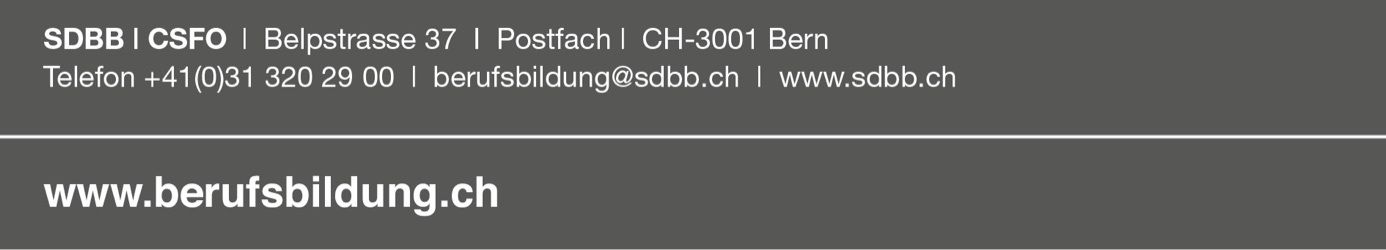 SDBB | CSFO | Belpstrasse 37 | Postfach | CH-3001 Bern
Telefon +41(0)31 320 29 00 | berufsbildung@sdbb.ch | www.sdbb.ch
www.berufsbildung.ch